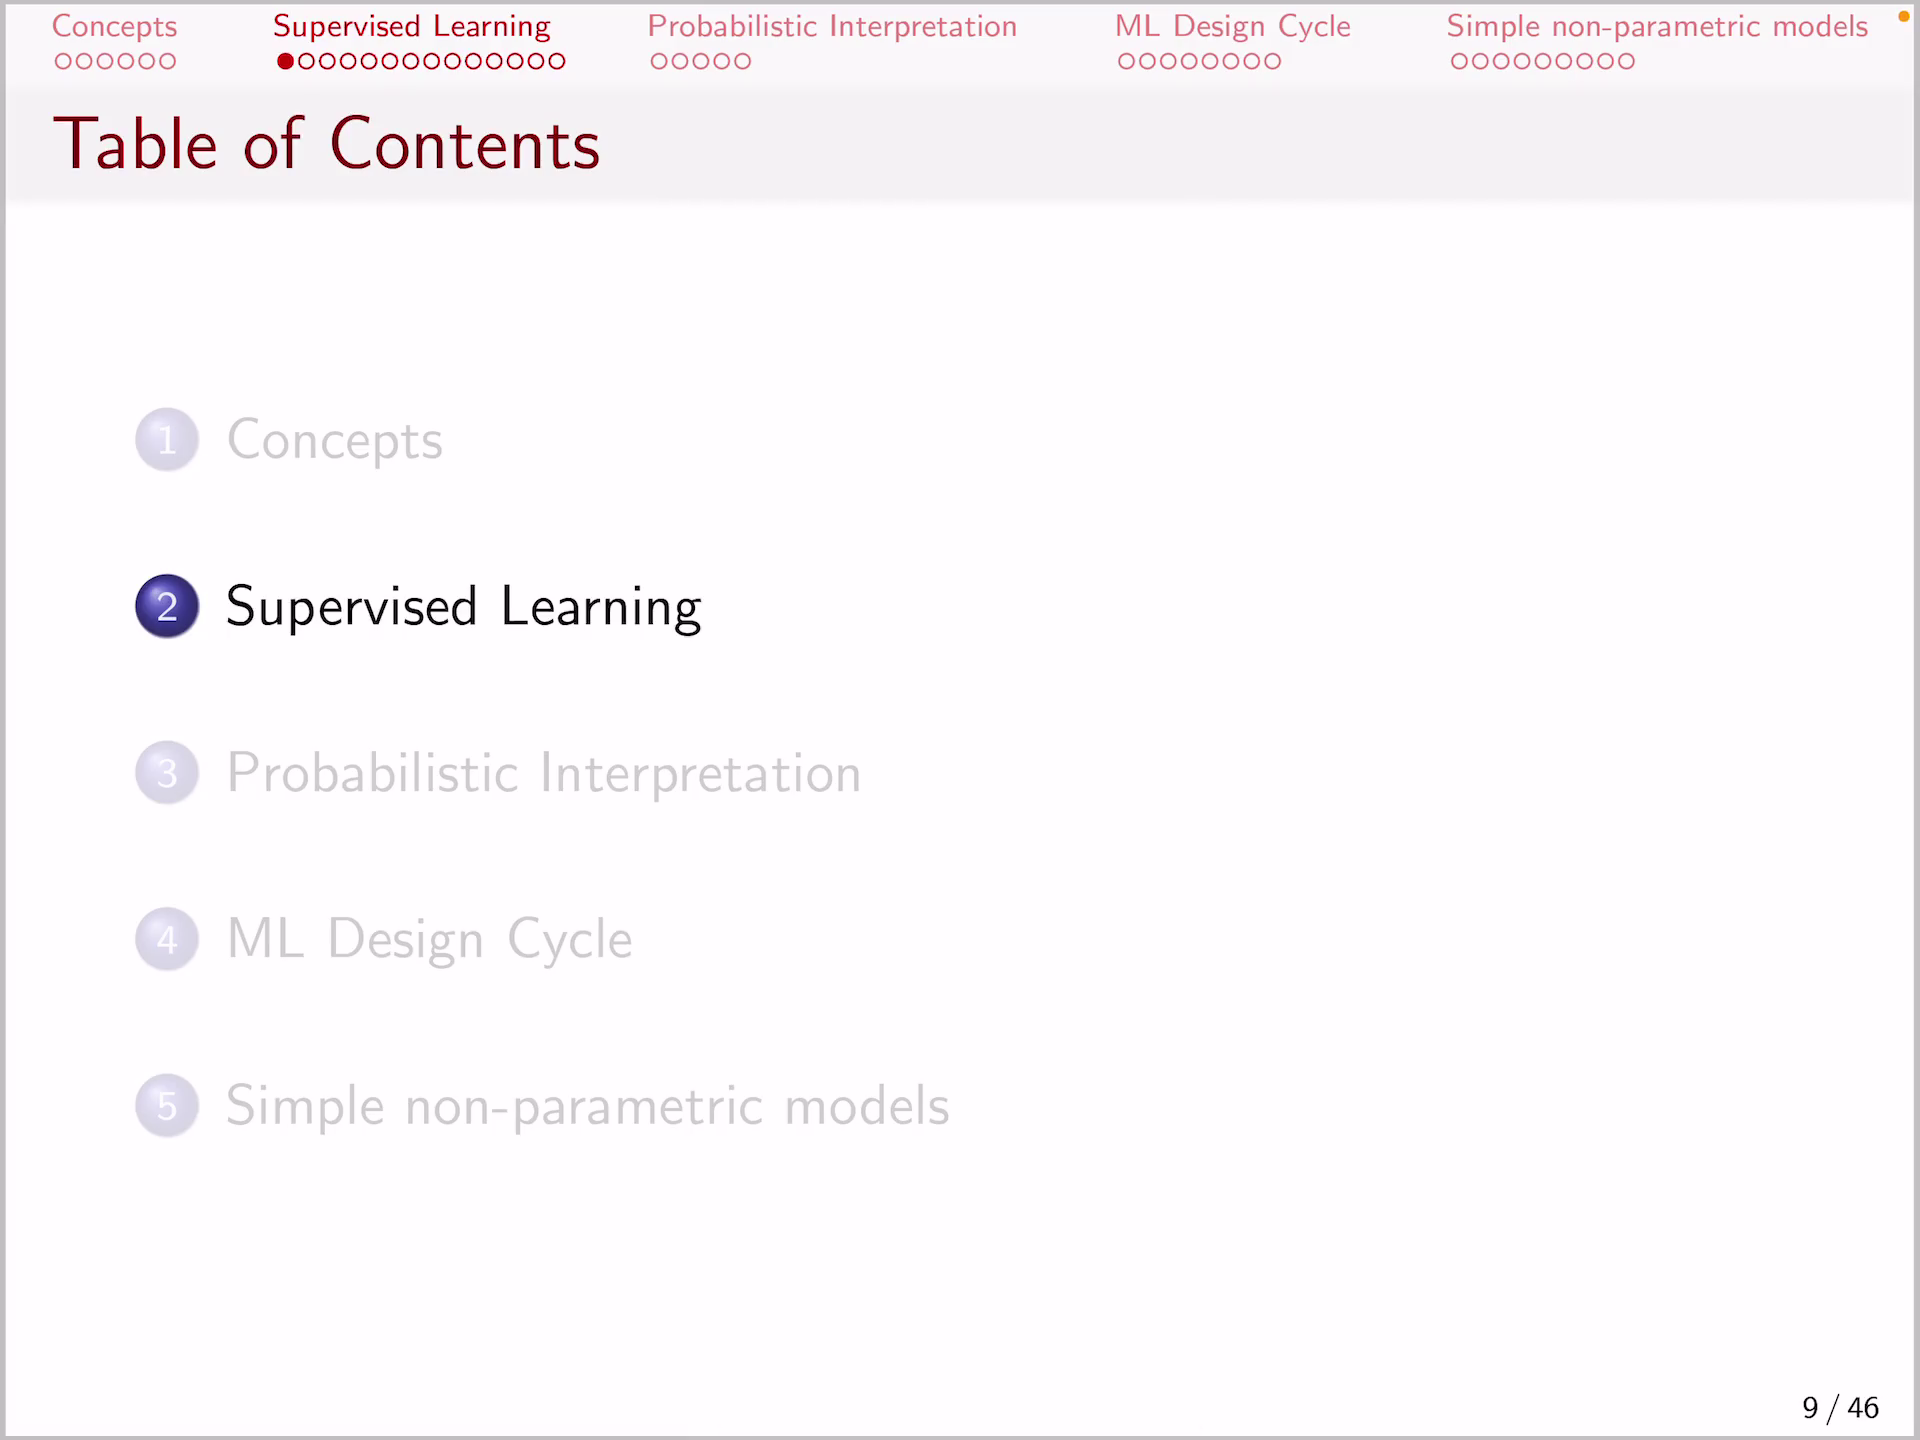 Concepts
Supervised Learning
Probabilistic Interpretation
ML Design Cycle
Simple non-parametric models
Table of Contents
1 Concepts
2 Supervised Learning
3 Probabilistic Interpretation
4 ML Design Cycle
5 Simple non-parametric models
9 / 46